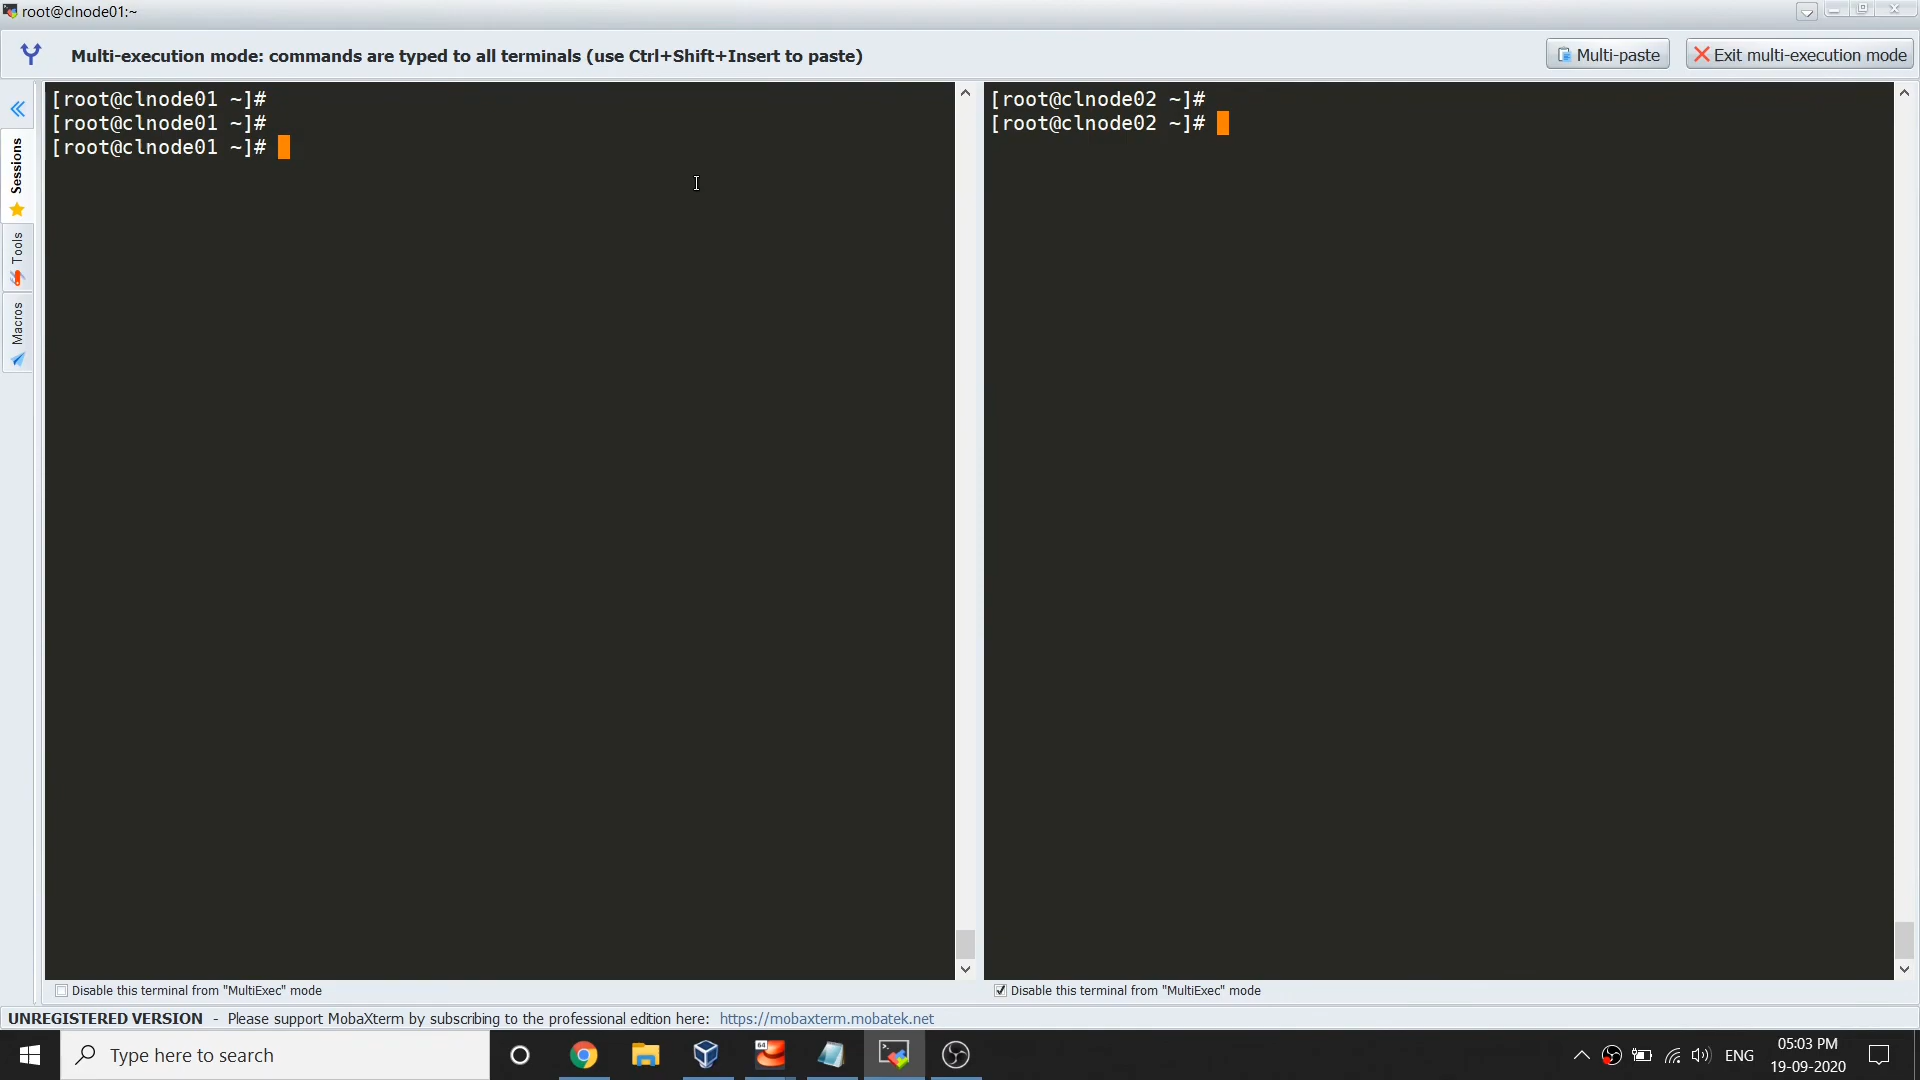 root@clnode01:~
Multi-execution mode: commands are typed to all terminals (use Ctrl+Shift+Insert to paste)
Multi-paste
Exit multi-execution mode
Sessions
Tools
Macros
[root@clnode01 ~]#
[root@clnode01 ~]#
[root@clnode01 ~]#
[root@clnode02 ~]#
[root@clnode02 ~]#
Disable this terminal from "MultiExec" mode
Disable this terminal from "MultiExec" mode
UNREGISTERED VERSION - Please support MobaXterm by subscribing to the professional edition here: https://mobaxterm.mobatek.net
Type here to search
64
ENG
05:03 PM
19-09-2020